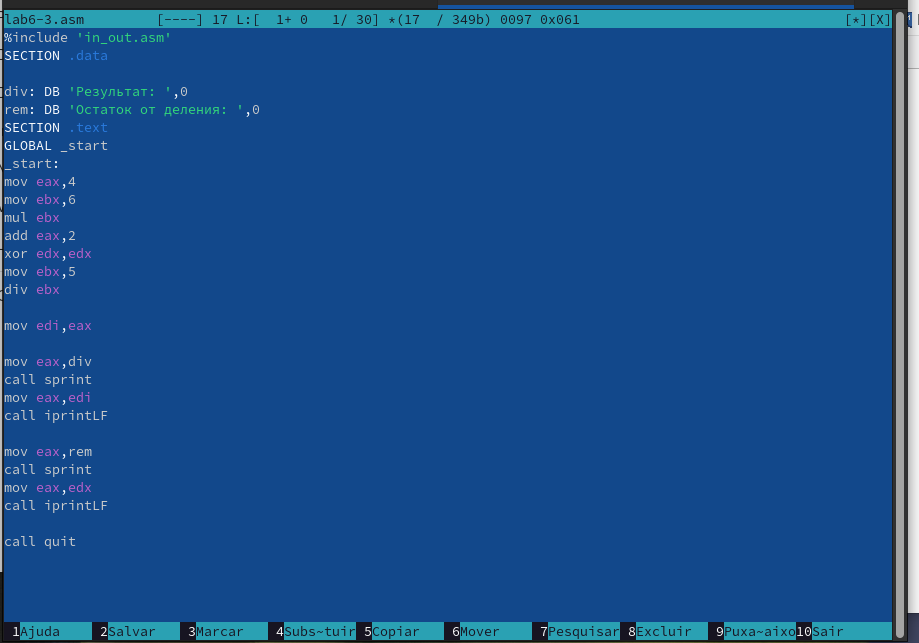 lab6-3.asm [----] 17 L:[ 1+ 0 1/ 30] *(17 / 349b) 0097 0x061 [*][X]
%include 'in_out.asm'
SECTION .data
div: DB 'Результат: ',0
rem: DB 'Остаток от деления: ',0
SECTION .text
GLOBAL _start
_start:
mov eax,4
mov ebx,6
mul ebx
add eax,2
xor edx,edx
mov ebx,5
div ebx
mov edi,eax
mov eax,div
call sprint
mov eax,edi
call iprintLF
mov eax,rem
call sprint
mov eax,edx
call iprintLF
call quit
1Ajuda 2Salvar 3Marcar 4Subs~tuir 5Copiar 6Mover 7Pesquisar 8Excluir 9Puxa~aixo 10Sair